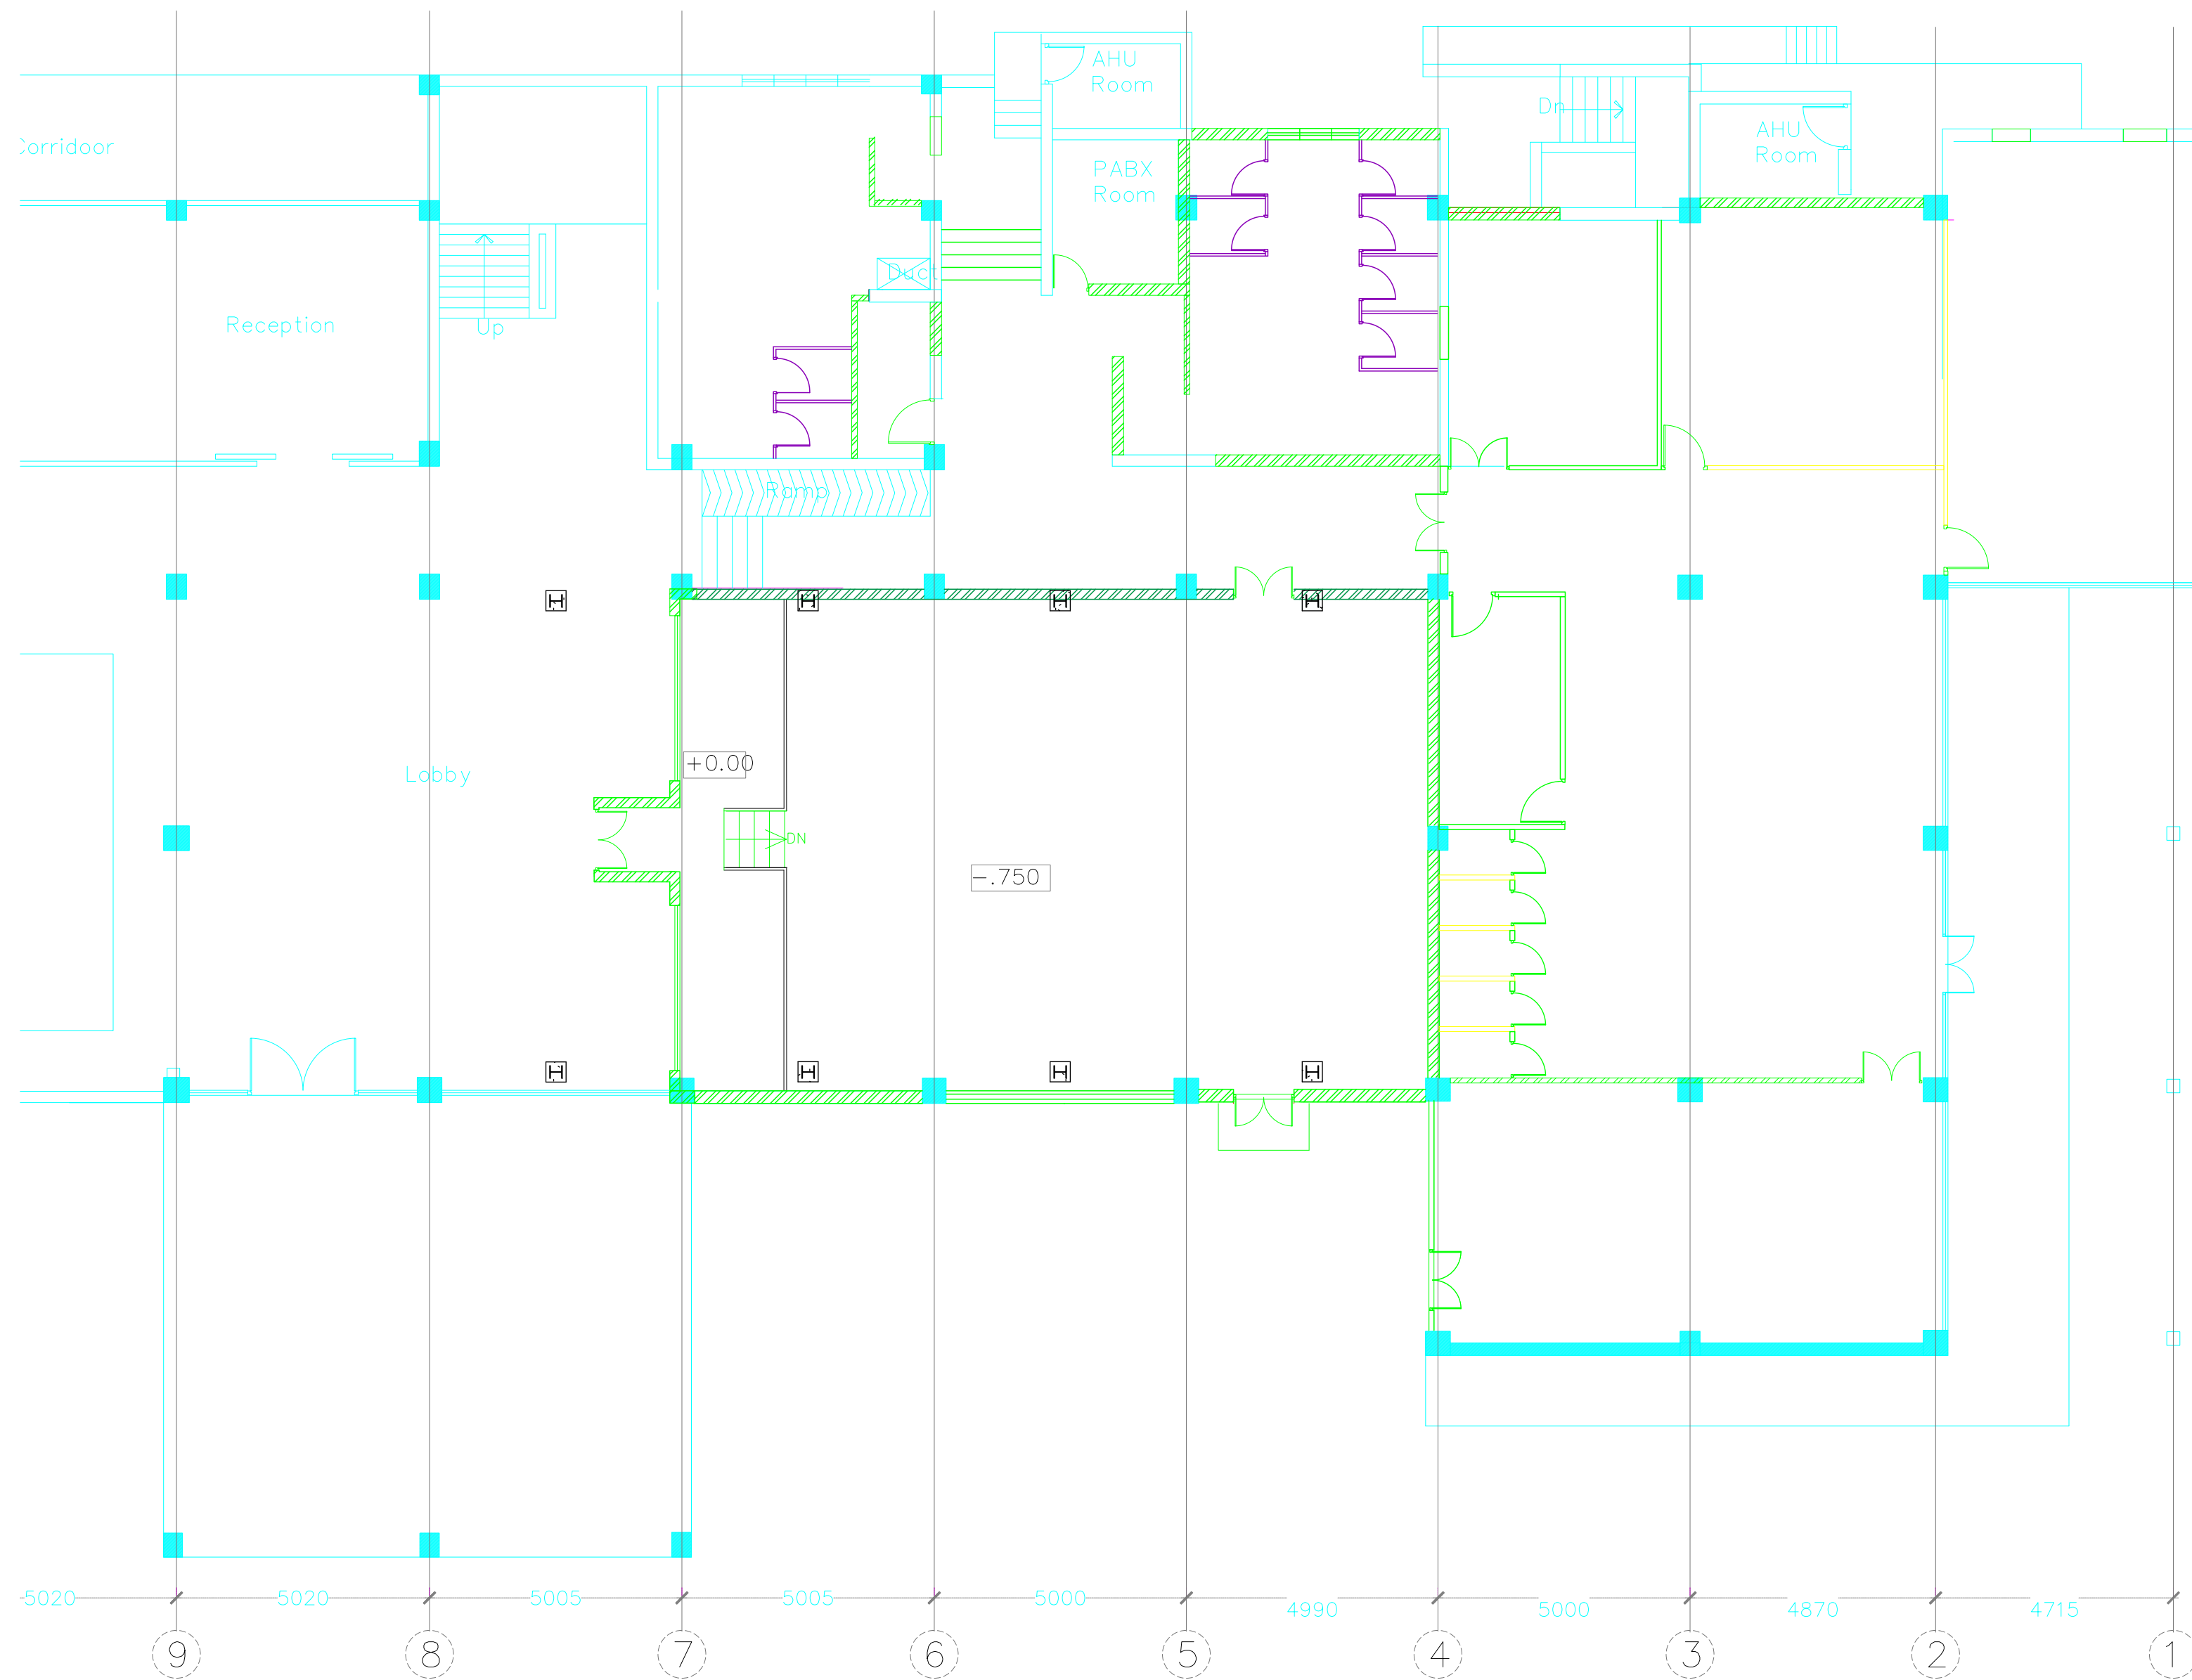 AHU
Room
Dn
AHU
Room
Corridoor
PABX
Room
Duct
Reception
Up
Ramp
H
H
H
H
+0.00
Lobby
DN
-.750
H
H
H
H
5020
5020
5005
5005
5000
4990
5000
4870
4715
9
8
7
6
5
4
3
2
1